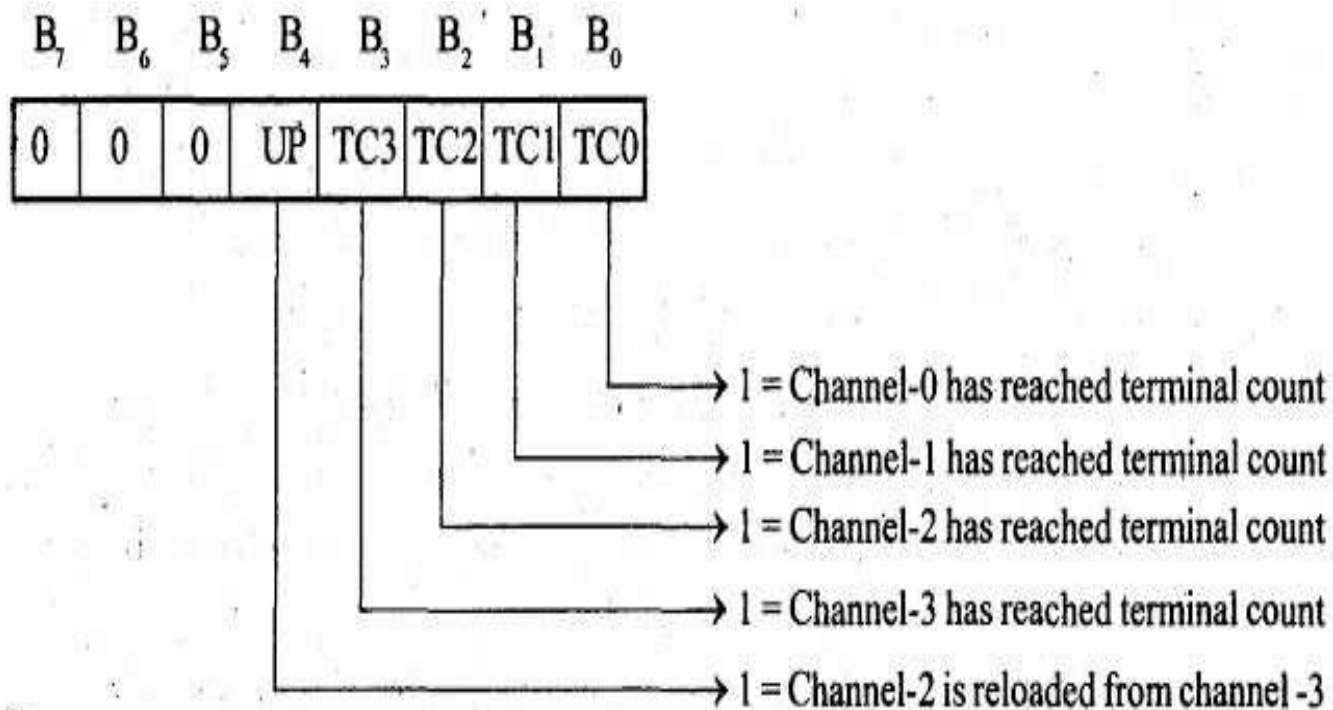 B7 B6 B5 B4 B3 B2 B1 B0
0 0 0 UP TC3 TC2 TC1 TC0
1 = Channel-0 has reached terminal count
1 = Channel-1 has reached terminal count
1 = Channel-2 has reached terminal count
1 = Channel-3 has reached terminal count
1 = Channel-2 is reloaded from channel -3